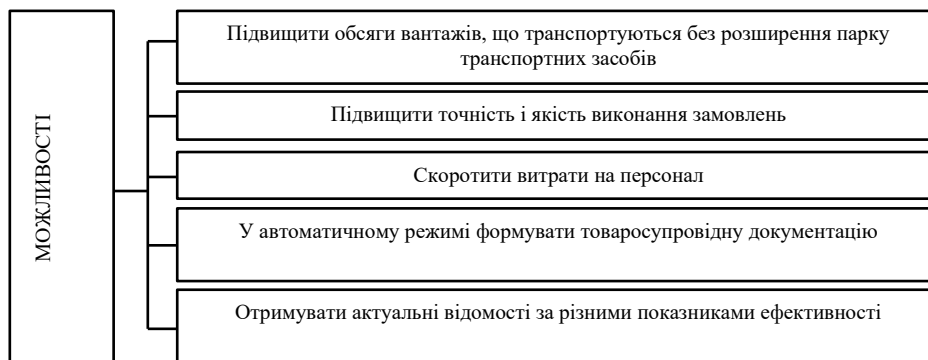 МОЖЛИВОСТІ
Підвищити обсяги вантажів, що транспортуються без розширення парку
транспортних засобів
Підвищити точність і якість виконання замовлень
Скоротити витрати на персонал
У автоматичному режимі формувати товаросупровідну документацію
Отримувати актуальні відомості за різними показниками ефективності